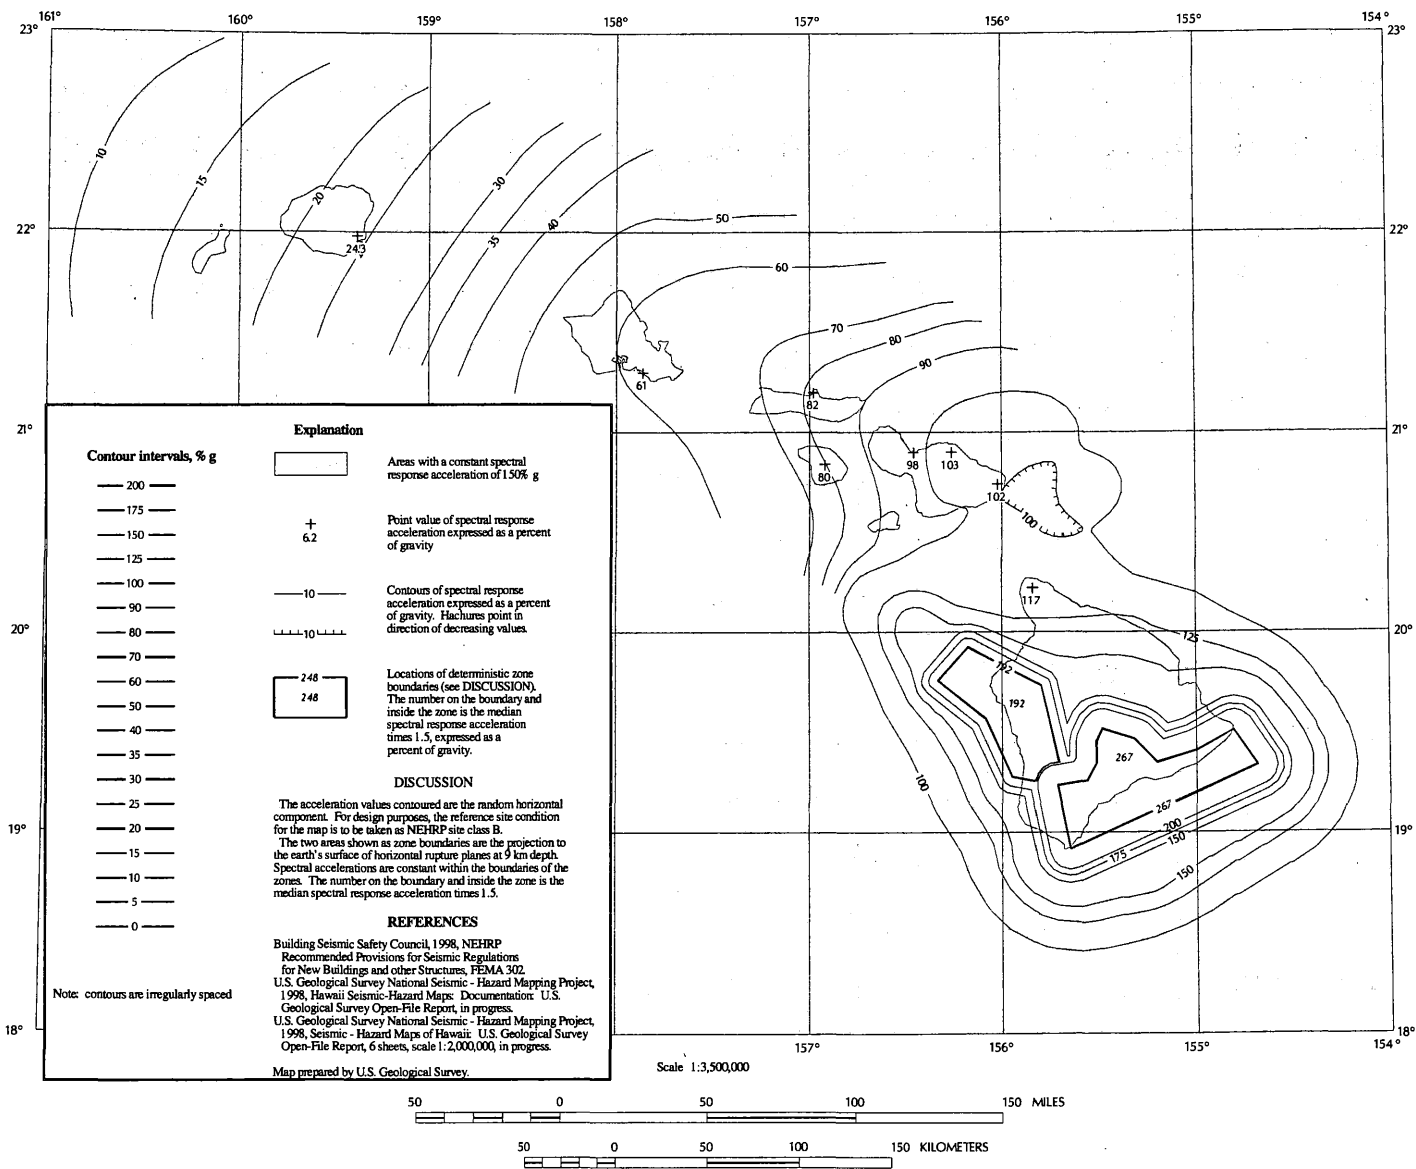 161° 160° 159° 158° 157° 156° 155° 154°
23° 23°
10 15 20 30 35 40 50 60
22° 22°
24.3
70 80 90
61 82
21° 21°
80 98 103 102
100
117
20° 20°
125
192
192
267
267
100
200
150
175
150
19° 19°
18° 18°
157° 156° 155° 154°
Explanation
Contour intervals, % g
200
175
150
125
100
90
80
70
60
50
40
35
30
25
20
15
10
5
0
Note: contours are irregularly spaced
Areas with a constant spectral
response acceleration of 150% g
6.2
Point value of spectral response
acceleration expressed as a percent
of gravity
10
10
Contours of spectral response
acceleration expressed as a percent
of gravity. Hachures point in
direction of decreasing values.
248
248
Locations of deterministic zone
boundaries (see DISCUSSION).
The number on the boundary and
inside the zone is the median
spectral response acceleration
times 1.5, expressed as a
percent of gravity.
DISCUSSION
The acceleration values contoured are the random horizontal
component. For design purposes, the reference site condition
for the map is to be taken as NEHRP site class B.
The two areas shown as zone boundaries are the projection to
the earth's surface of horizontal rupture planes at 9 km depth.
Spectral accelerations are constant within the boundaries of the
zones. The number on the boundary and inside the zone is the
median spectral response acceleration times 1.5.
REFERENCES
Building Seismic Safety Council, 1998, NEHRP
Recommended Provisions for Seismic Regulations
for New Buildings and other Structures, FEMA 302.
U.S. Geological Survey National Seismic - Hazard Mapping Project,
1998, Hawaii Seismic-Hazard Maps: Documentation: U.S.
Geological Survey Open-File Report, in progress.
U.S. Geological Survey National Seismic - Hazard Mapping Project,
1998, Seismic - Hazard Maps of Hawaii: U.S. Geological Survey
Open-File Report, 6 sheets, scale 1:2,000,000, in progress.
Map prepared by U.S. Geological Survey.
Scale 1:3,500,000
50 0 50 100 150 MILES
50 0 50 100 150 KILOMETERS